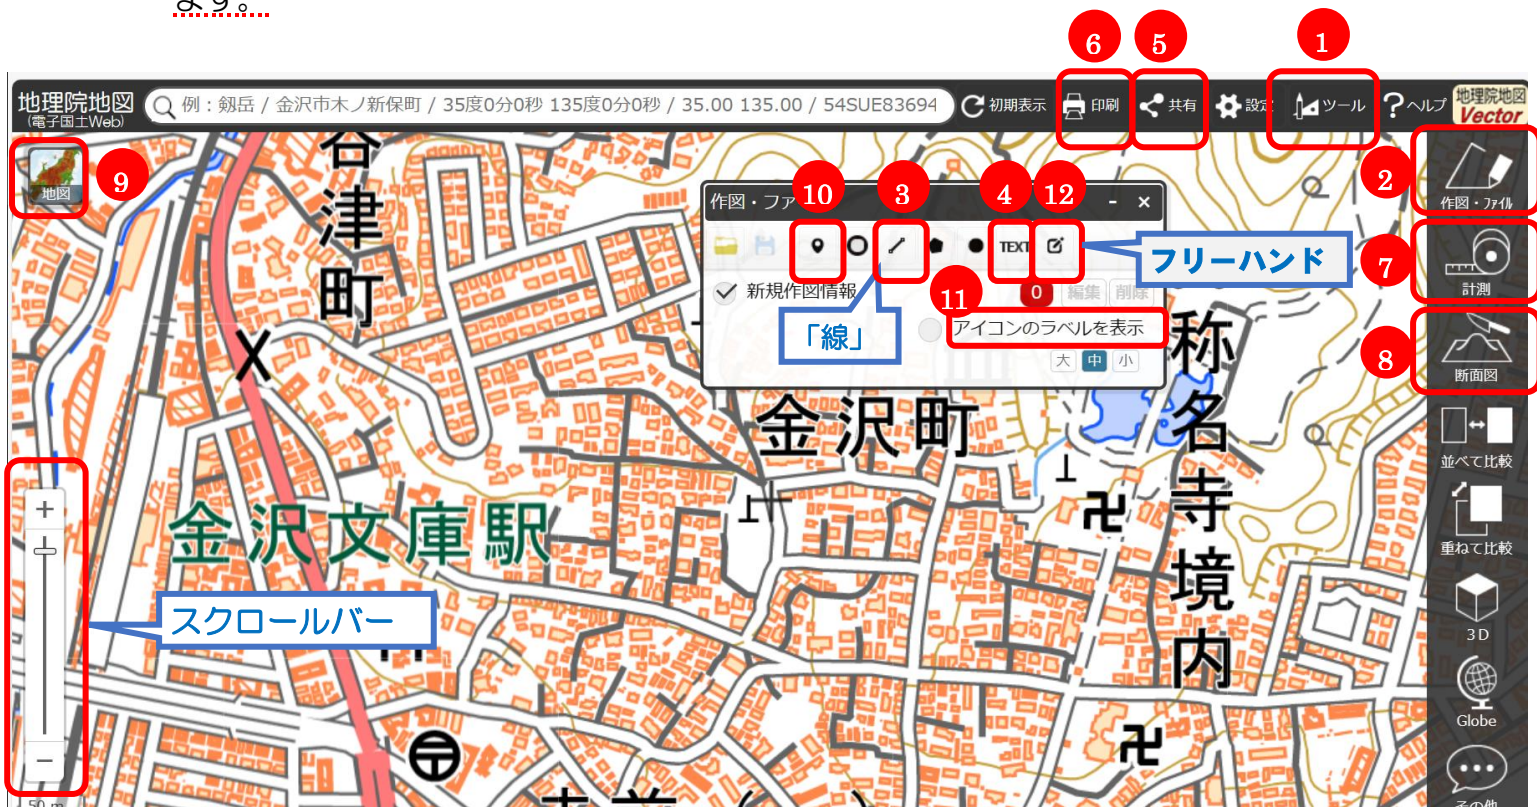 ます。
6 5 1
地理院地図
(電子国土Web)
例：剱岳 / 金沢市木ノ新保町 / 35度0分0秒 135度0分0秒 / 35.00 135.00 / 54SUE83694
初期表示
印刷
共有
設定
ツール
ヘルプ
地理院地図
Vector
地図
9
谷津町
10 3 4 12
作図・ファ
- ×
TEXT
新規作図情報
0 編集 削除
11
アイコンのラベルを表示
大 中 小
「線」
フリーハンド
2
作図・ファイル
7
計測
8
断面図
並べて比較
重ねて比較
3D
Globe
その他
金沢町
称名寺境内
金沢文庫駅
スクロールバー
+
−
50 m